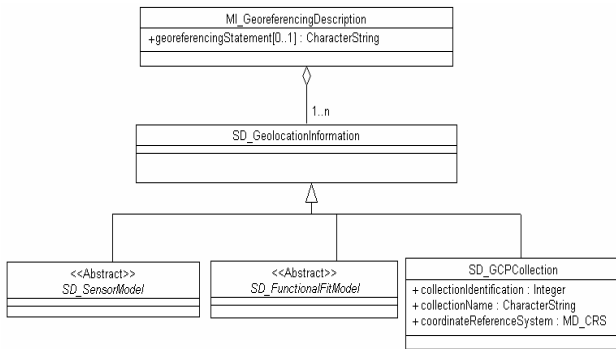 MI_GeoreferencingDescription
+georeferencingStatement[0..1] : CharacterString
1..n
SD_GeolocationInformation
<<Abstract>>
SD_SensorModel
<<Abstract>>
SD_FunctionalFitModel
SD_GCPCollection
+ collectionIdentification : Integer
+ collectionName : CharacterString
+ coordinateReferenceSystem : MD_CRS